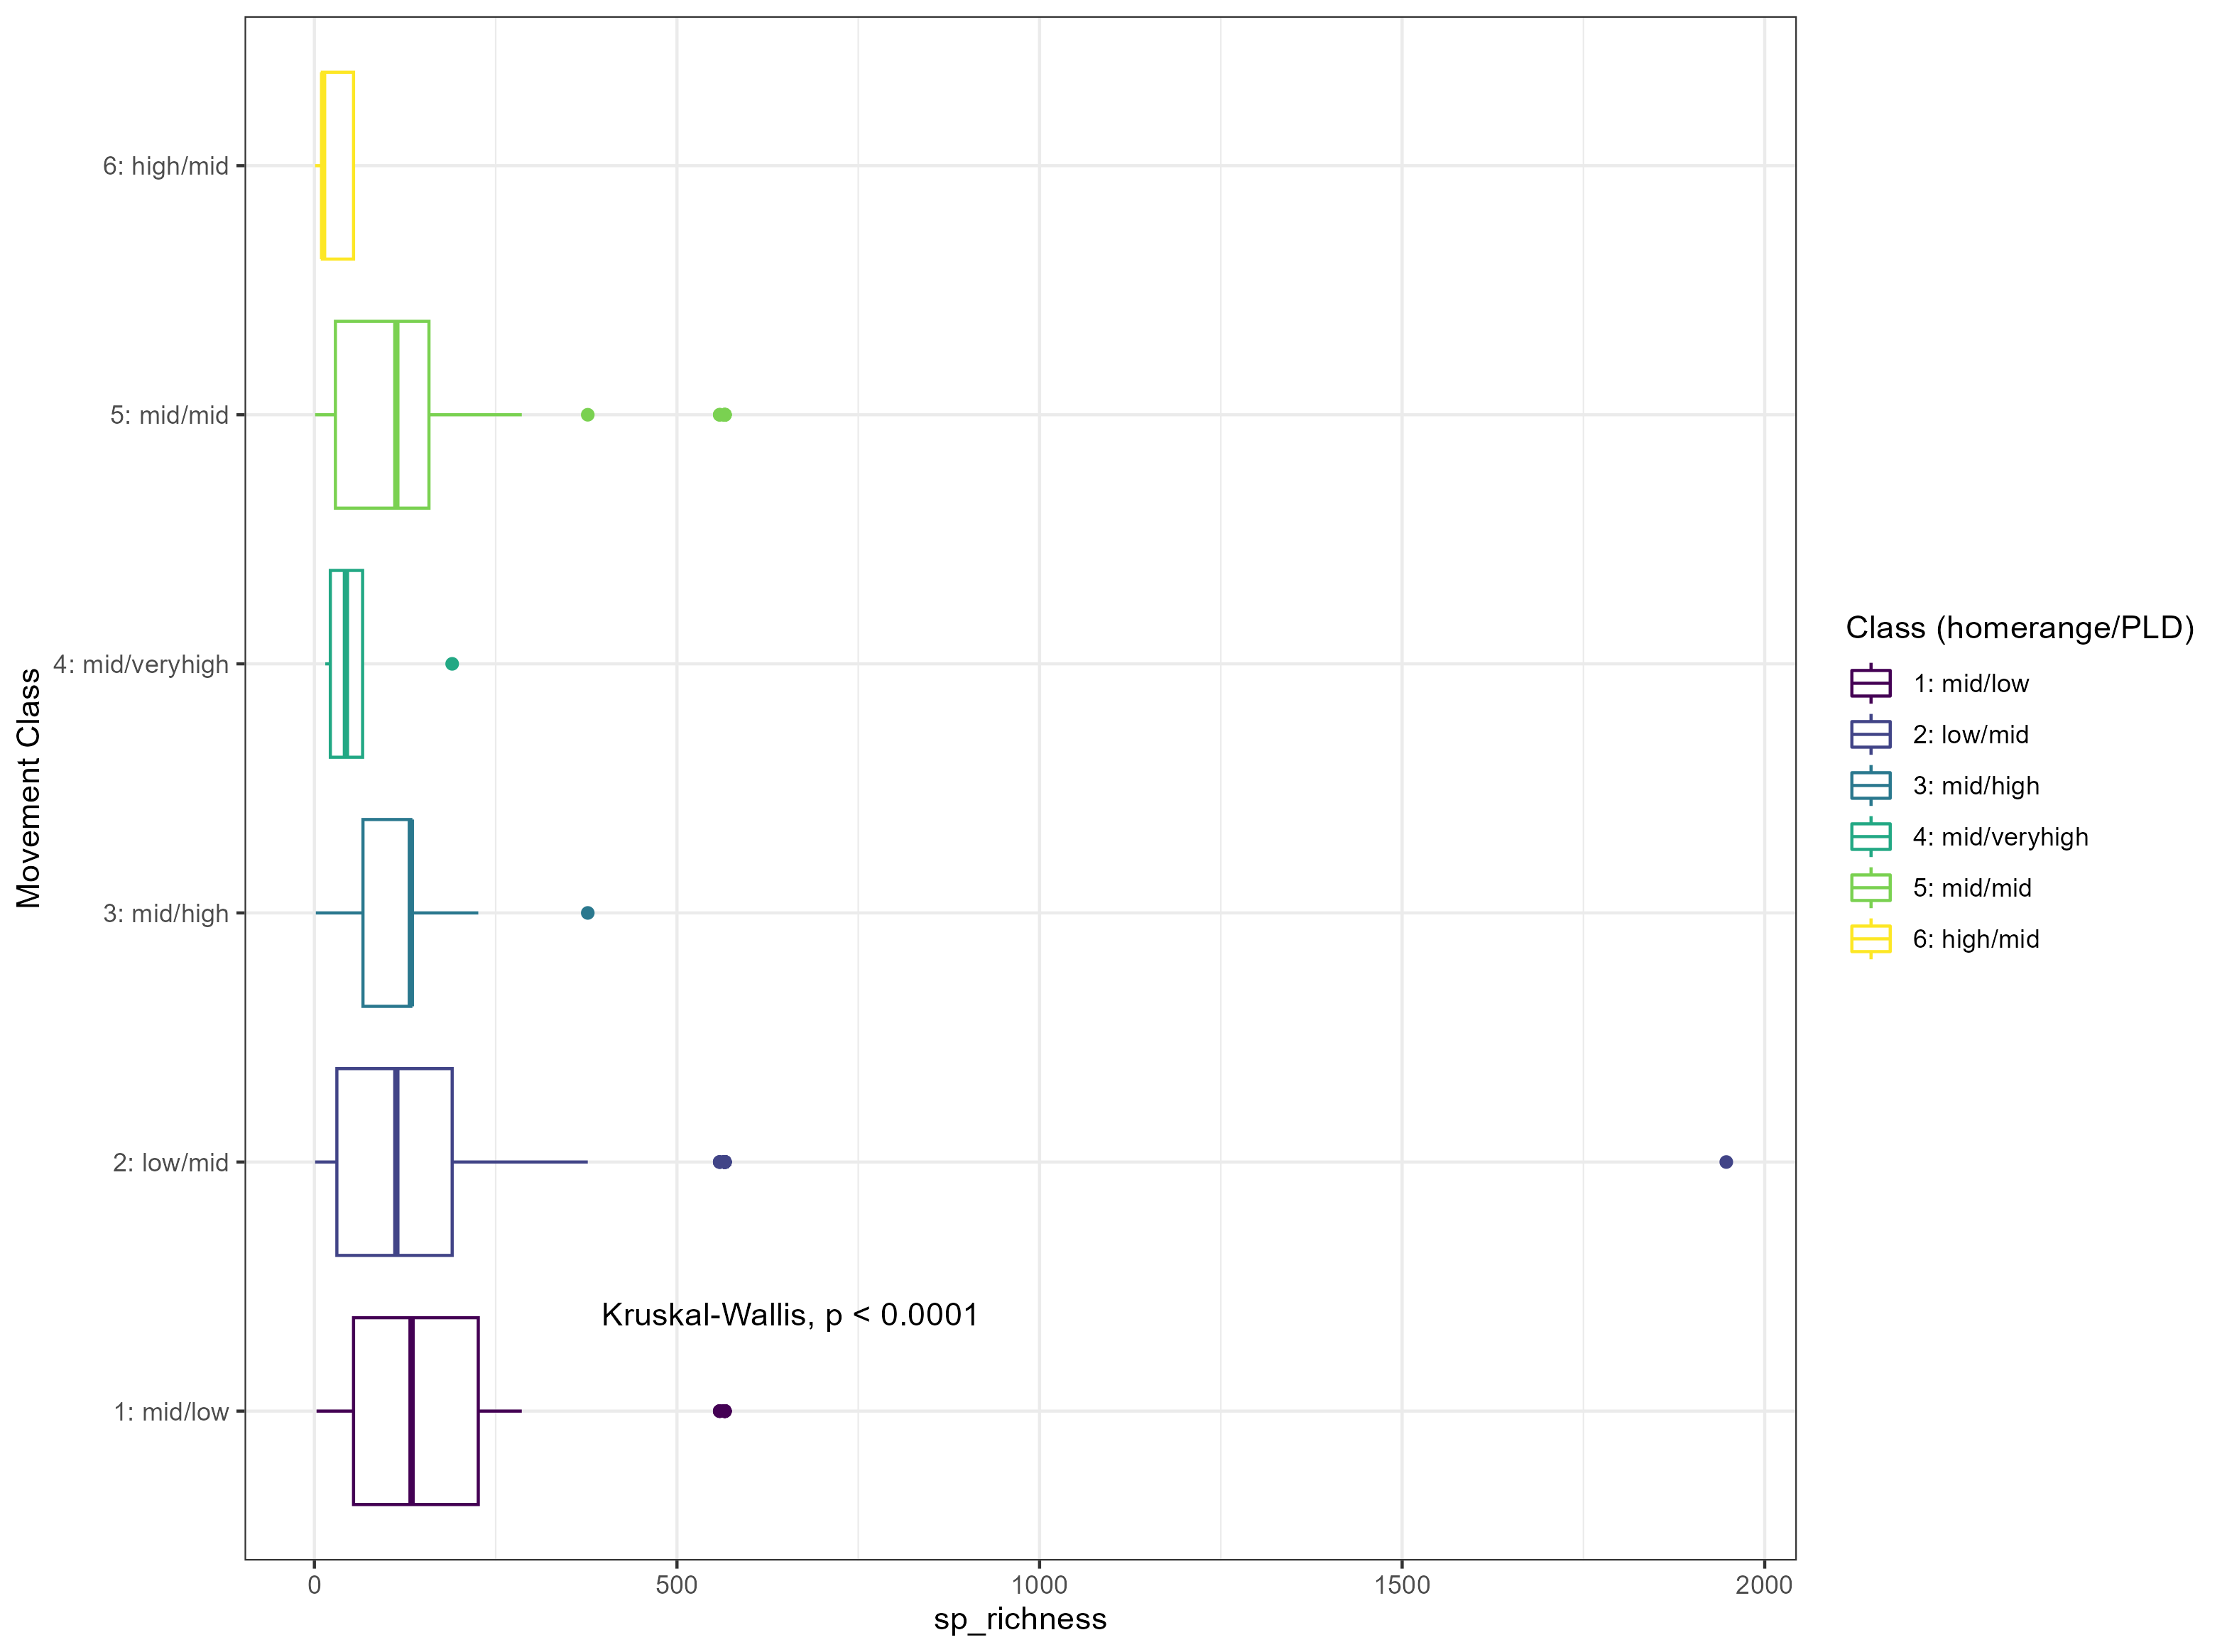 6: high/mid
5: mid/mid
4: mid/veryhigh
3: mid/high
2: low/mid
1: mid/low
Movement Class
Kruskal-Wallis, p < 0.0001
0 500 1000 1500 2000
sp_richness
Class (homerange/PLD)
1: mid/low
2: low/mid
3: mid/high
4: mid/veryhigh
5: mid/mid
6: high/mid